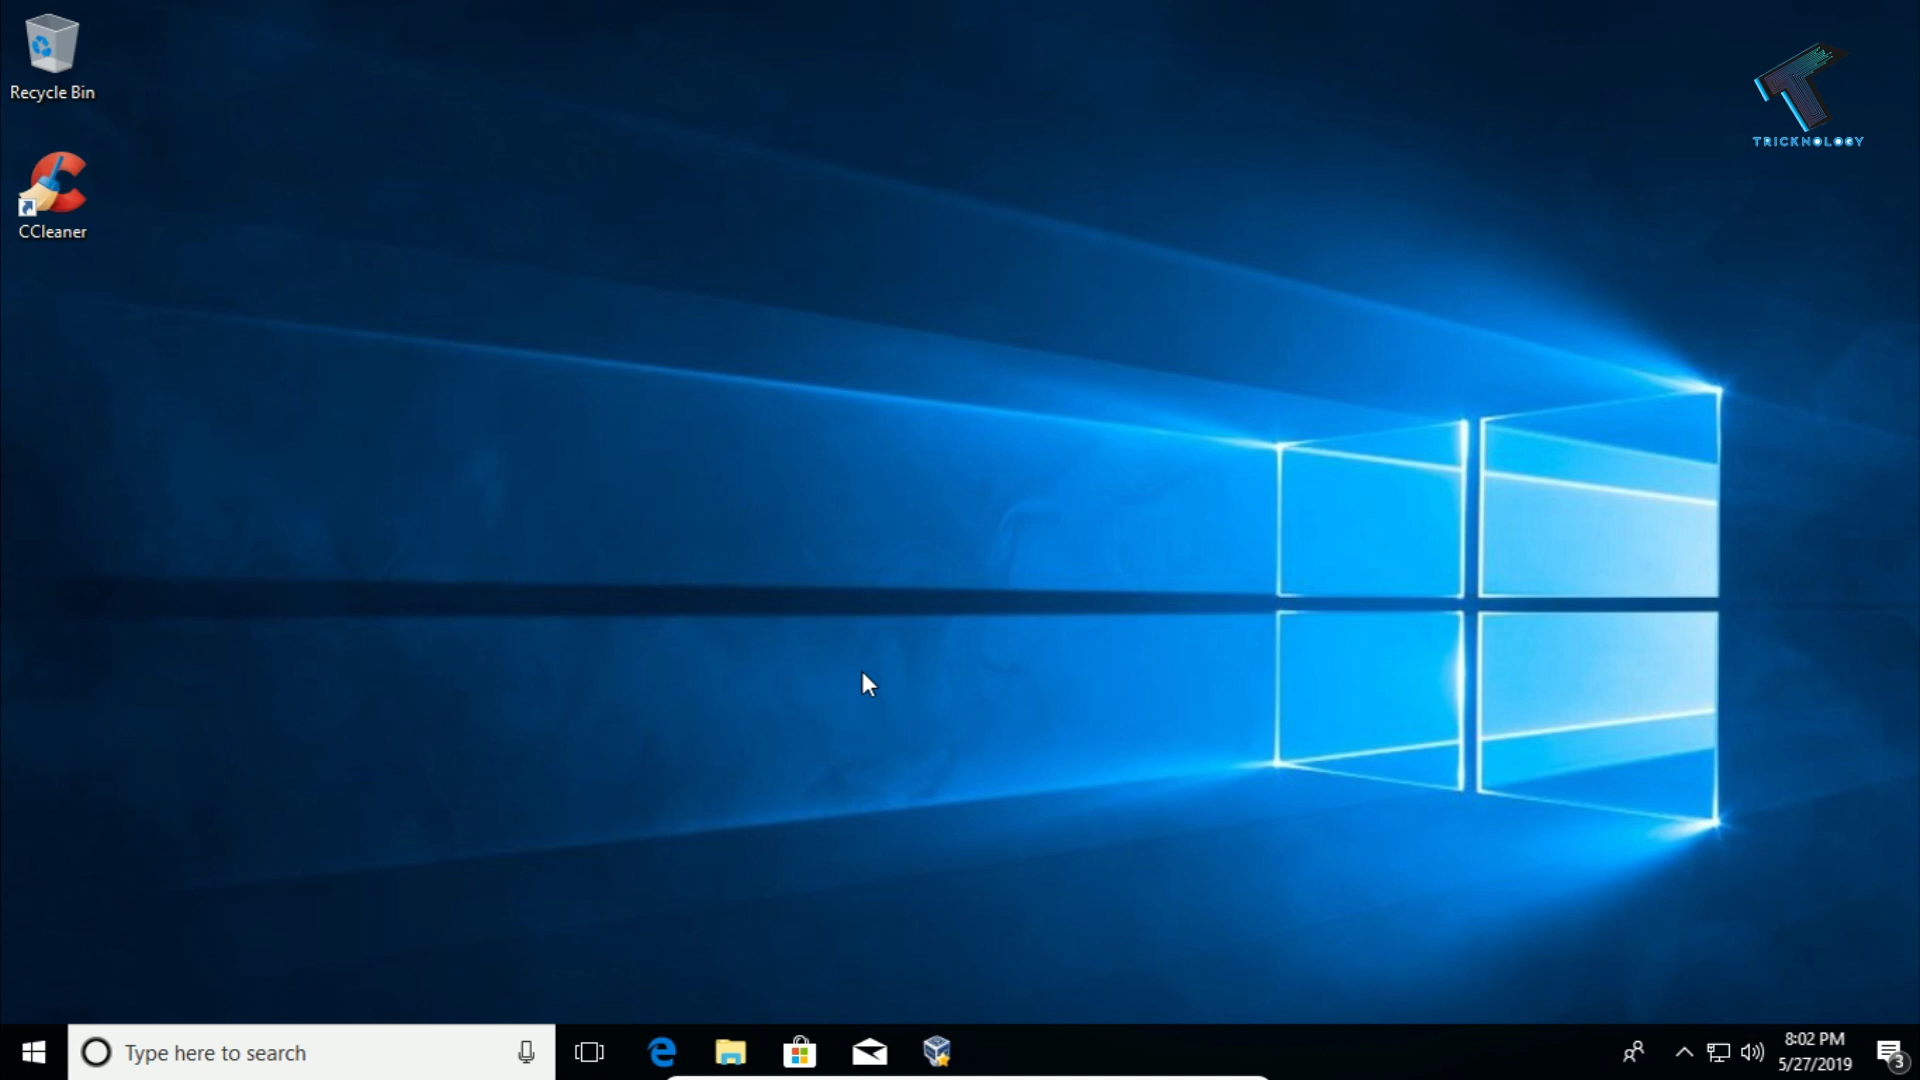 Recycle Bin
TRICKNOLOGY
CCleaner
Type here to search
8:02 PM
5/27/2019
3